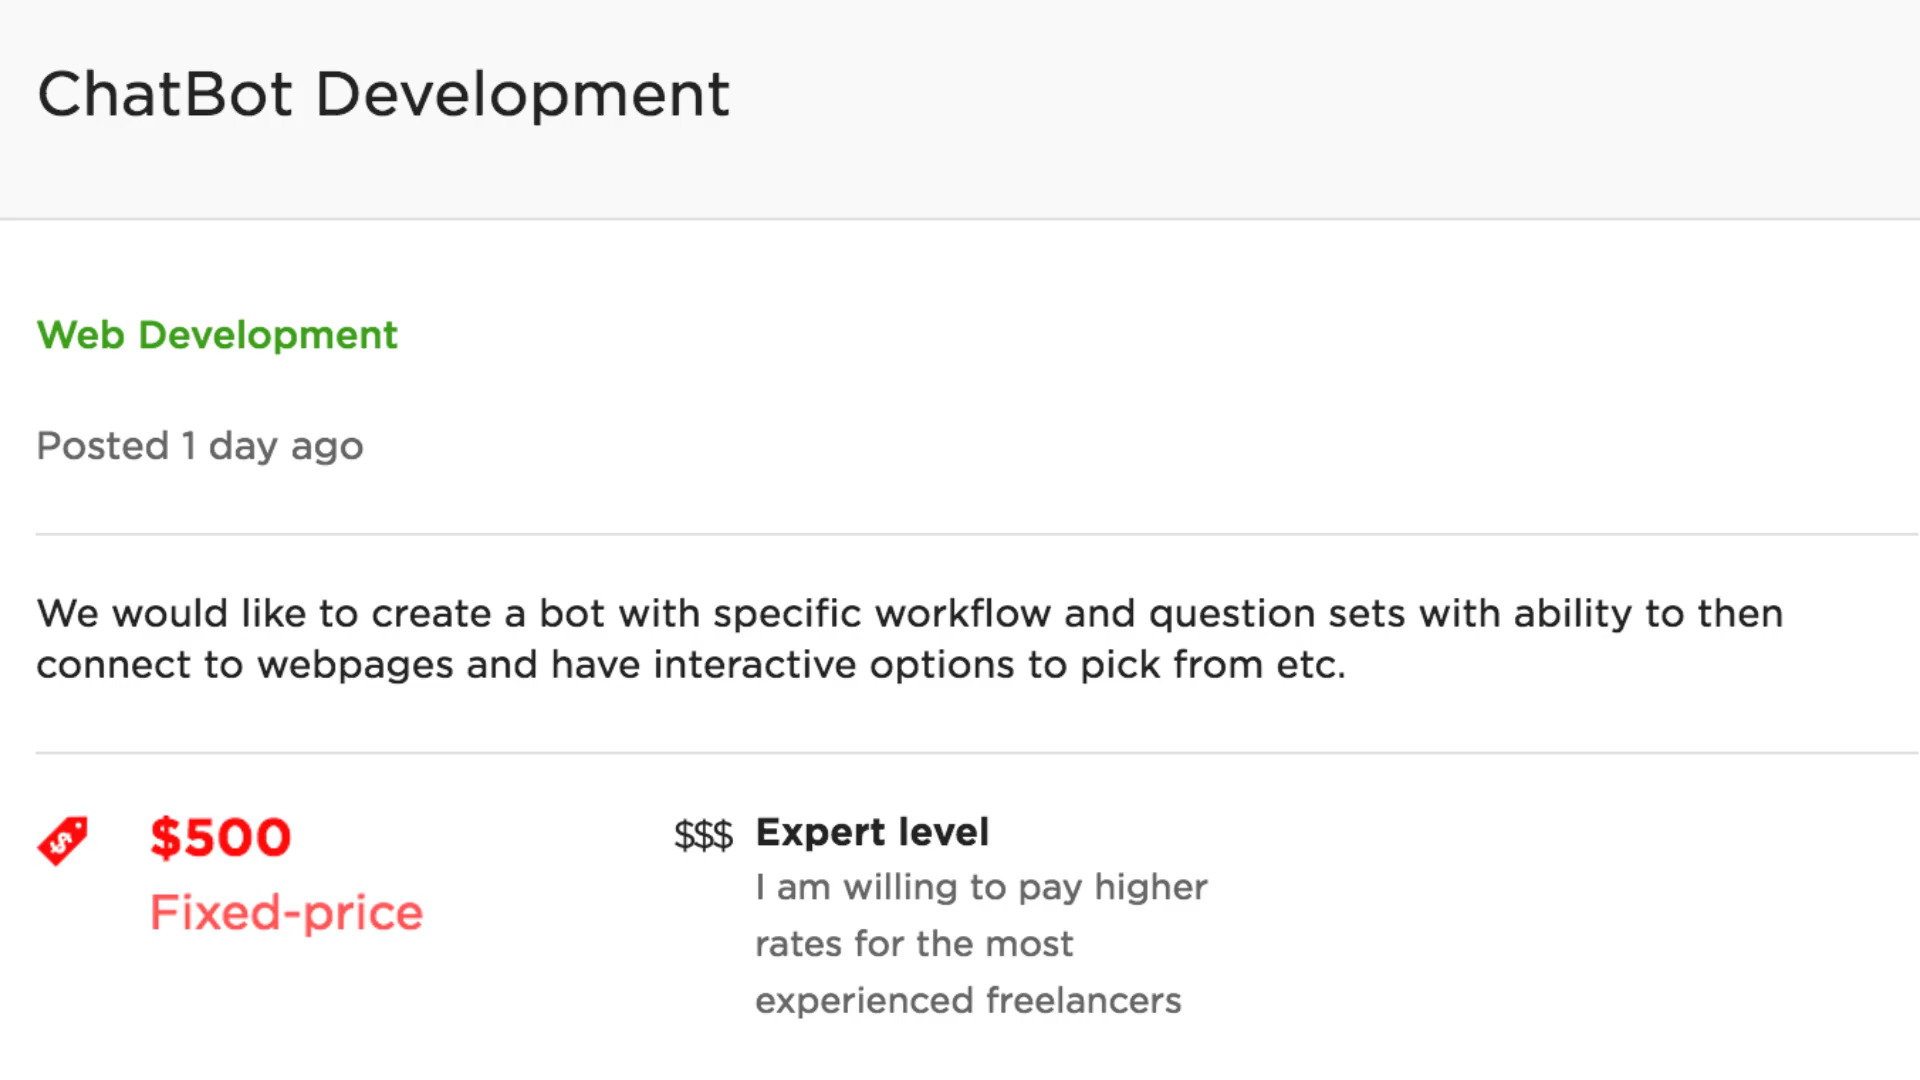 ChatBot Development
Web Development
Posted 1 day ago
We would like to create a bot with specific workflow and question sets with ability to then
connect to webpages and have interactive options to pick from etc.
$
$500
Fixed-price
$$$ Expert level
I am willing to pay higher
rates for the most
experienced freelancers